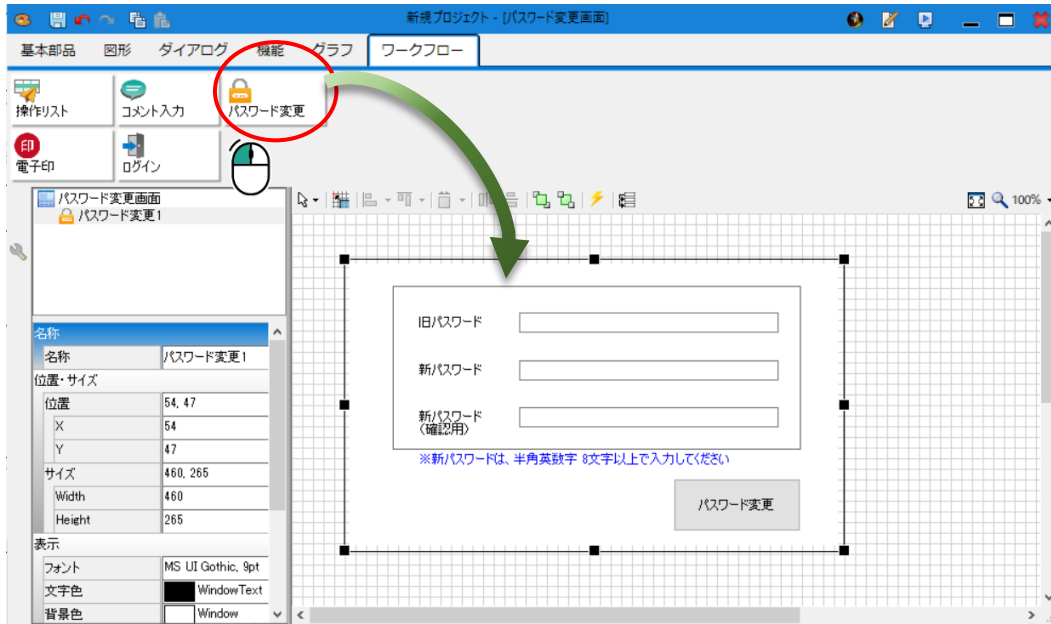 新規プロジェクト - [パスワード変更画面]
基本部品 図形 ダイアログ 機能 グラフ ワークフロー
操作リスト コメント入力 パスワード変更
印
電子印 ログイン
パスワード変更画面
パスワード変更1
100%
名称
名称 パスワード変更1
位置・サイズ
位置 54, 47
X 54
Y 47
サイズ 460, 265
Width 460
Height 265
表示
フォント MS UI Gothic, 9pt
文字色 WindowText
背景色 Window
旧パスワード
新パスワード
新パスワード
(確認用)
※新パスワードは、半角英数字 8文字以上で入力してください
パスワード変更